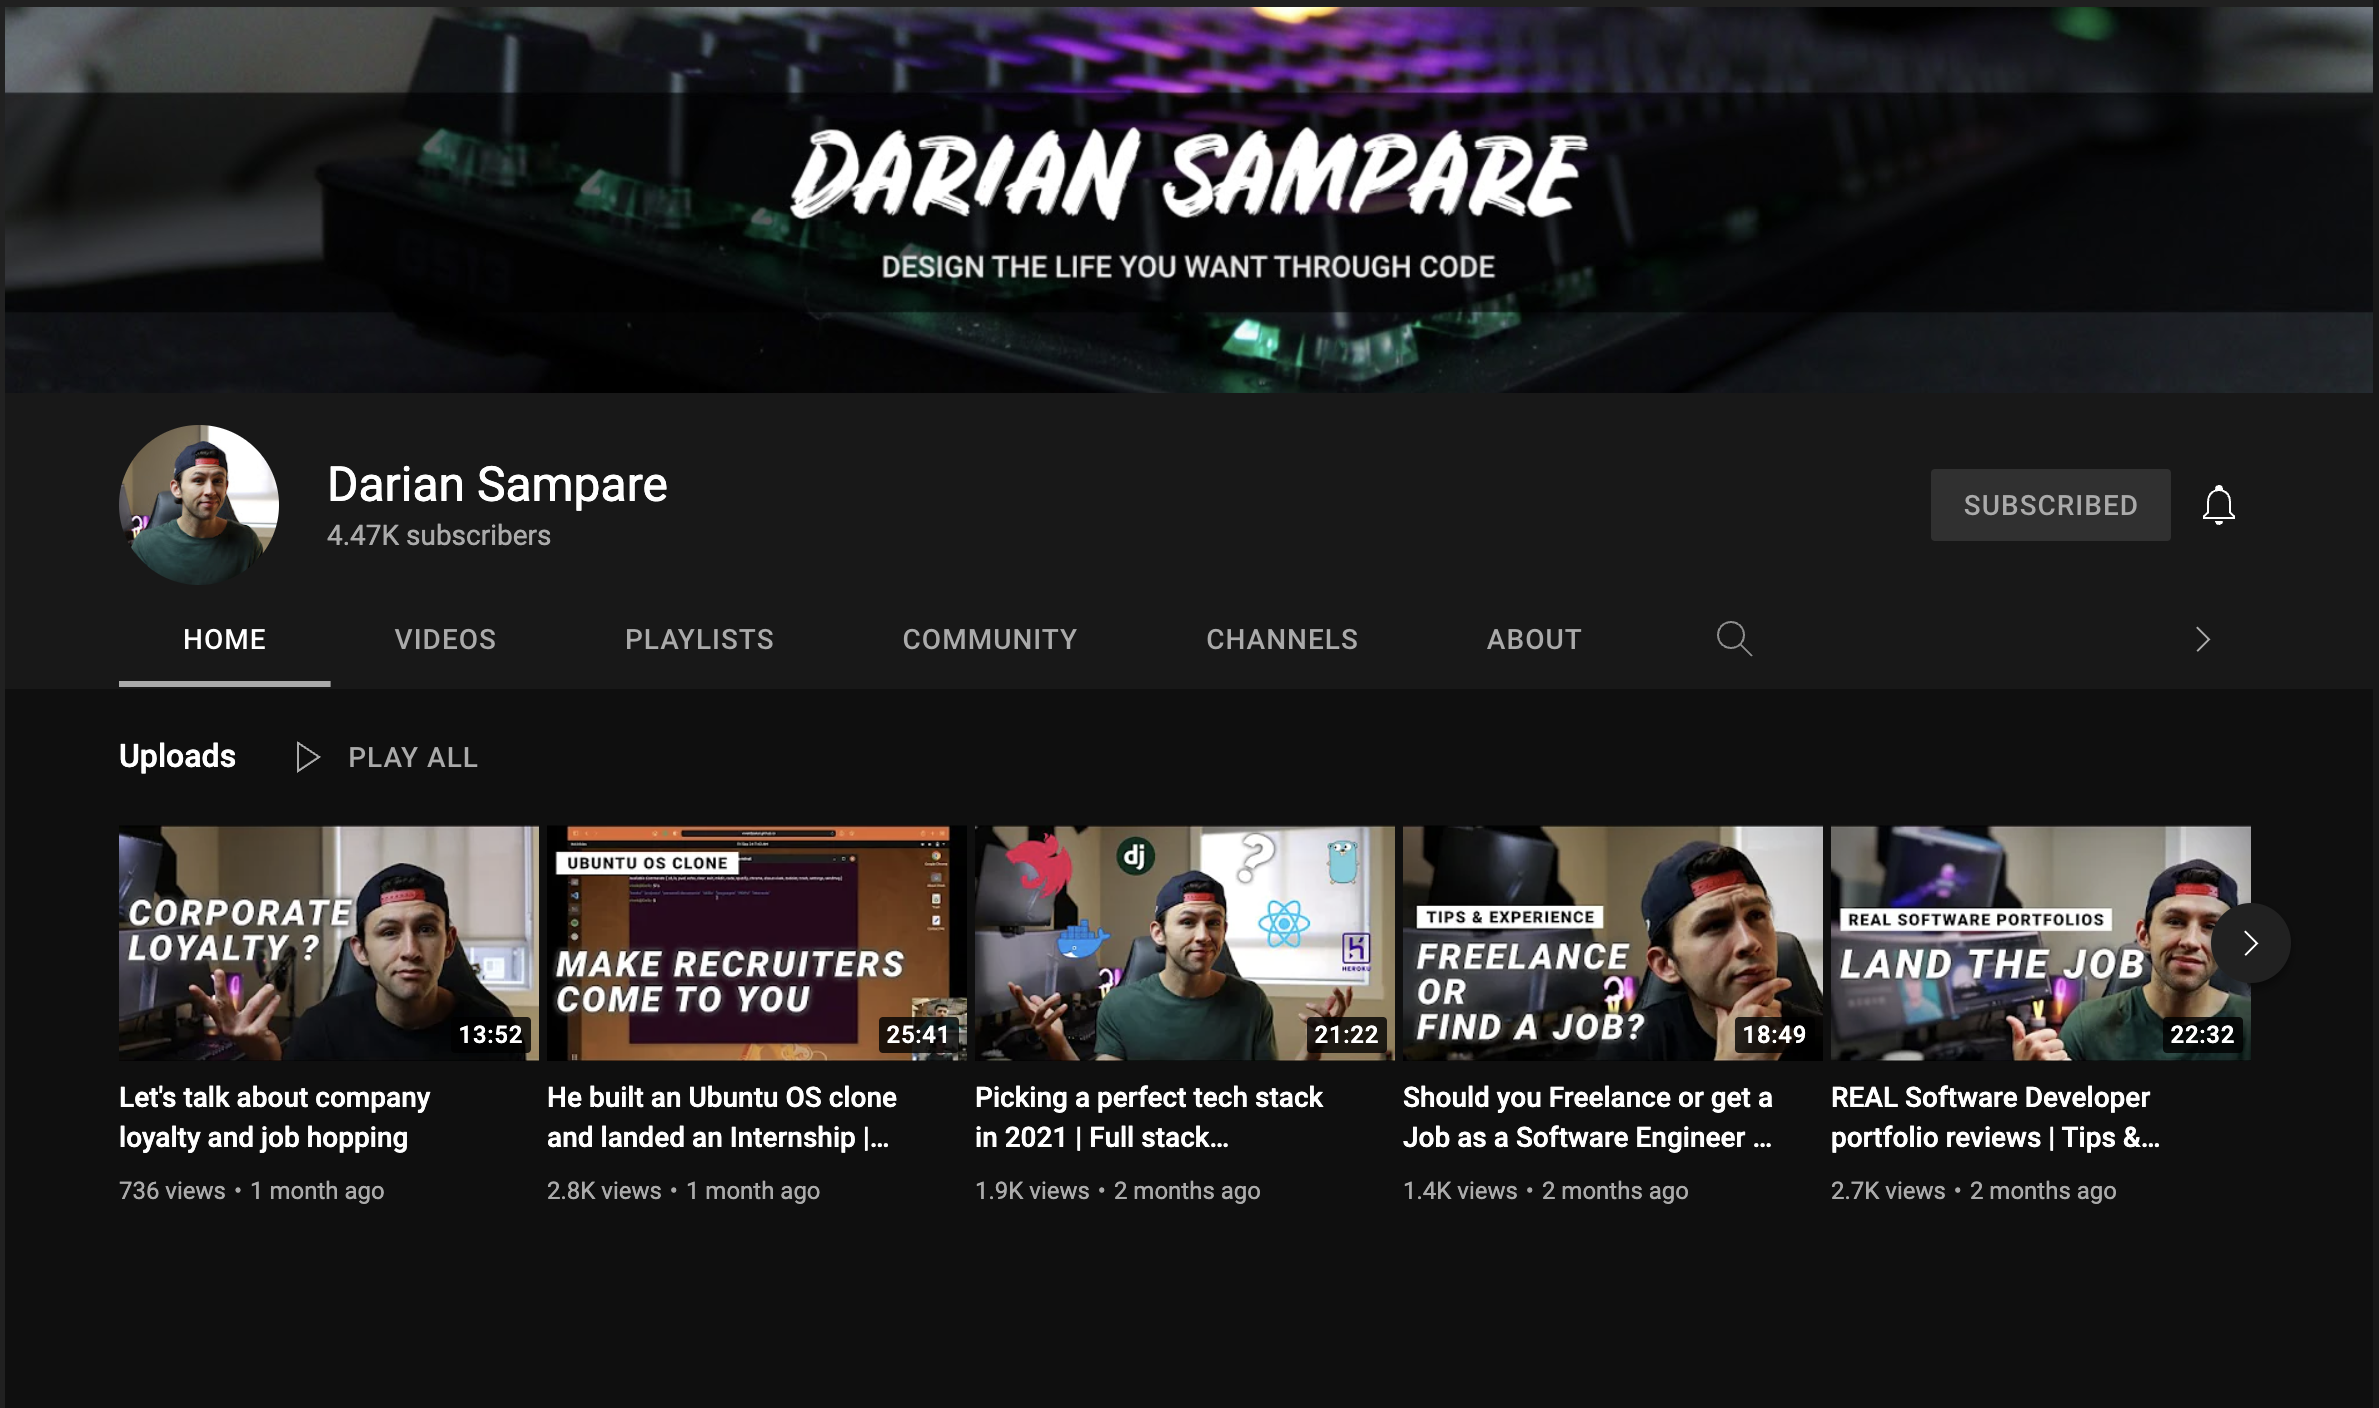 DARIAN SAMPARE
DESIGN THE LIFE YOU WANT THROUGH CODE
Darian Sampare
4.47K subscribers
SUBSCRIBED
HOME
VIDEOS
PLAYLISTS
COMMUNITY
CHANNELS
ABOUT
Uploads
PLAY ALL
CORPORATE
LOYALTY ?
13:52
Let's talk about company
loyalty and job hopping
736 views • 1 month ago
UBUNTU OS CLONE
MAKE RECRUITERS
COME TO YOU
25:41
He built an Ubuntu OS clone
and landed an Internship |...
2.8K views • 1 month ago
dj
?
HEROKU
21:22
Picking a perfect tech stack
in 2021 | Full stack...
1.9K views • 2 months ago
TIPS & EXPERIENCE
FREELANCE
OR
FIND A JOB?
18:49
Should you Freelance or get a
Job as a Software Engineer ...
1.4K views • 2 months ago
REAL SOFTWARE PORTFOLIOS
LAND THE JOB
22:32
REAL Software Developer
portfolio reviews | Tips &...
2.7K views • 2 months ago